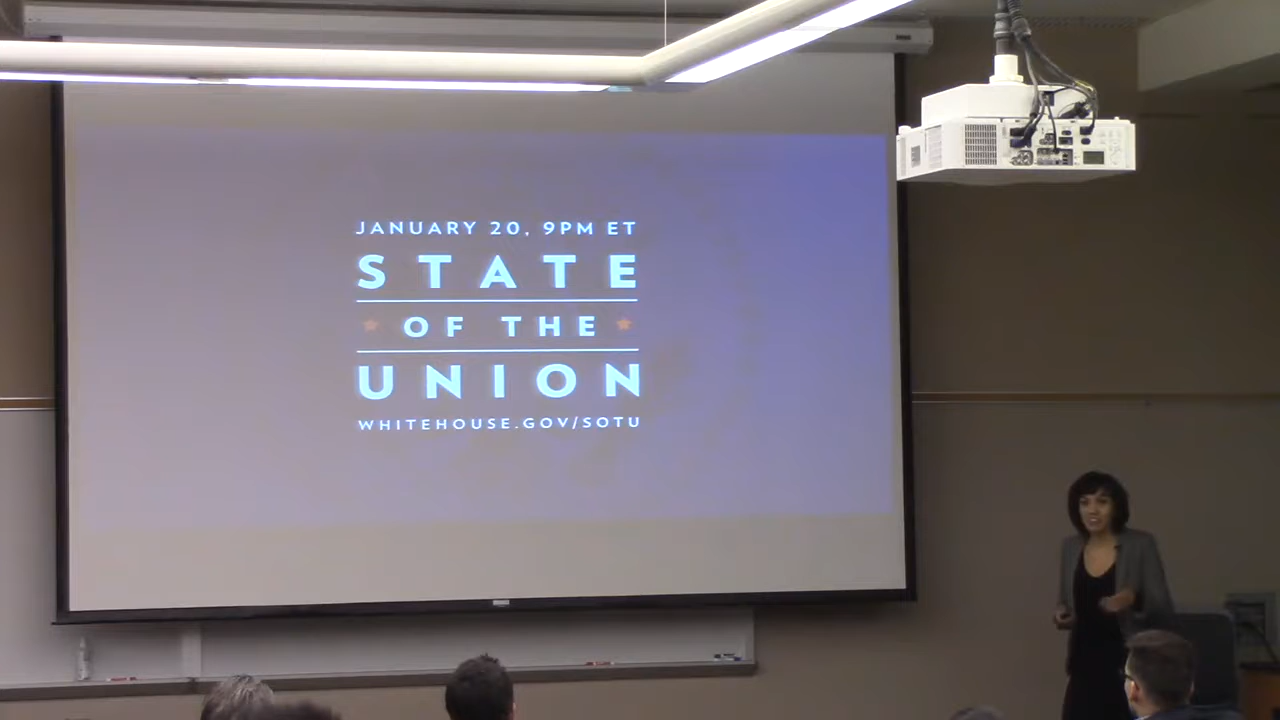 JANUARY 20, 9PM ET
STATE
OF THE
UNION
WHITEHOUSE.GOV/SOTU